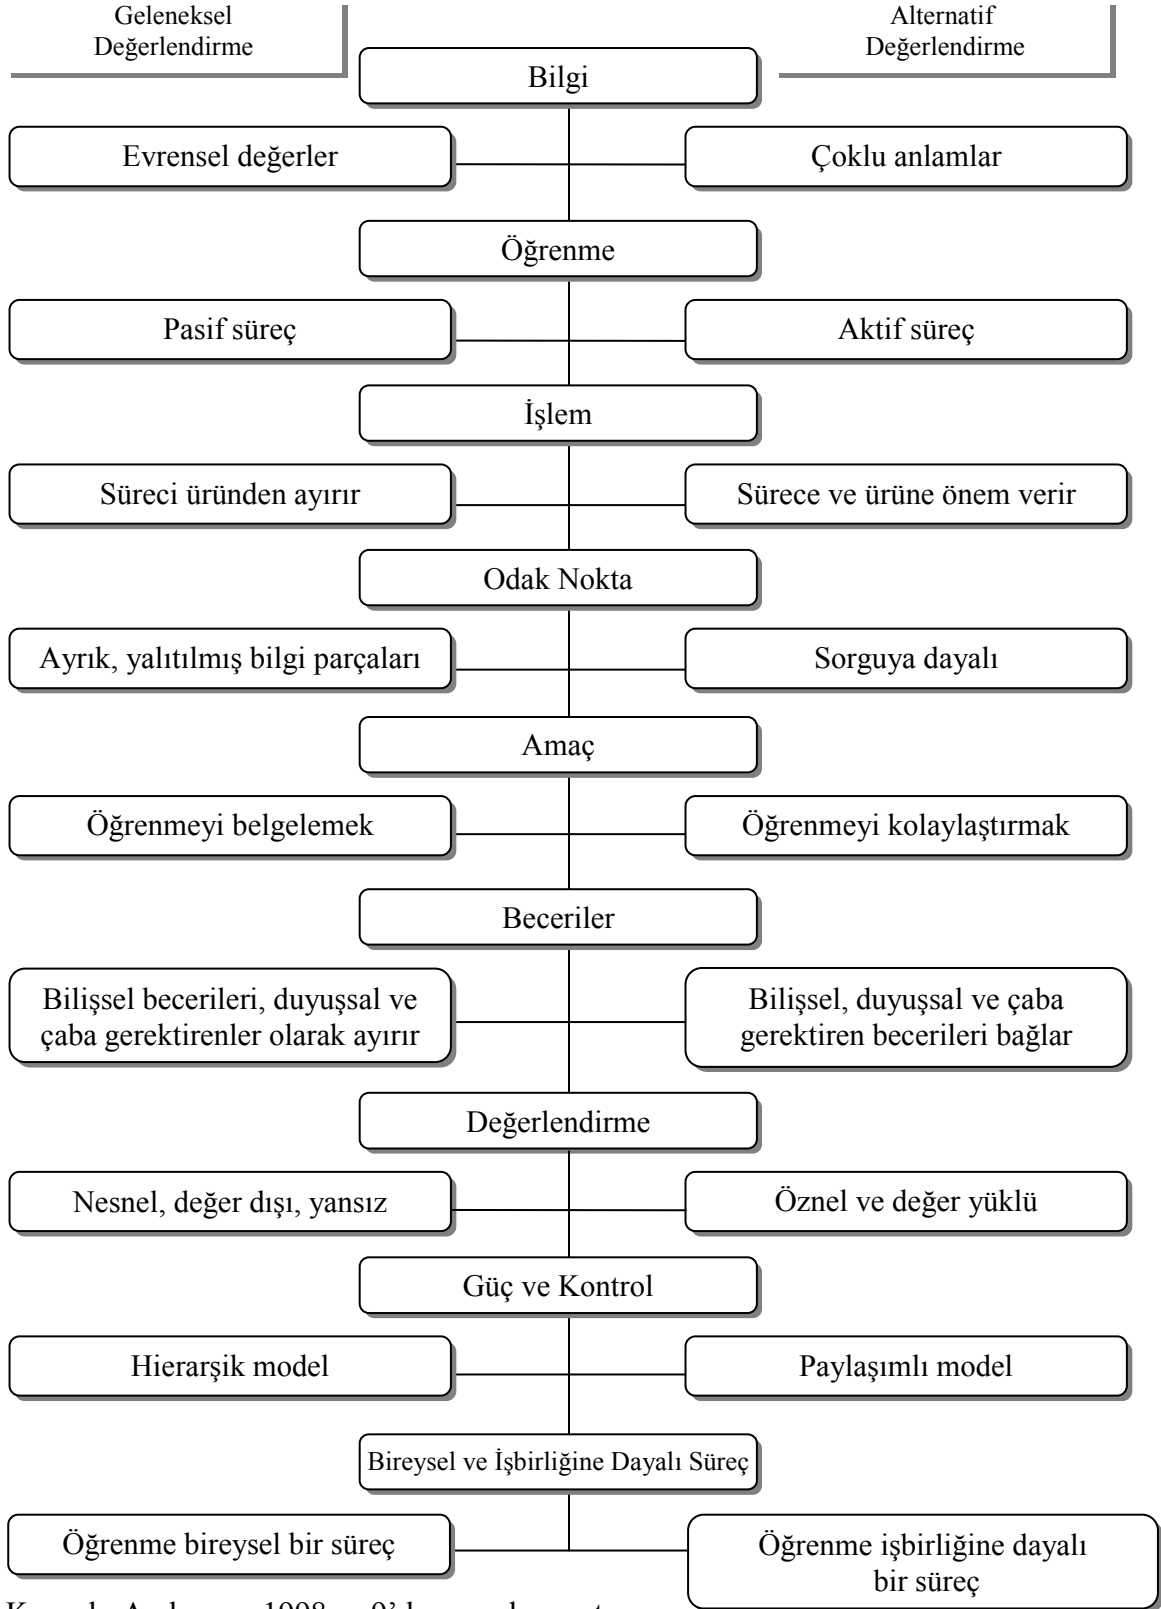 Geleneksel
Değerlendirme
Alternatif
Değerlendirme
Bilgi
Evrensel değerler
Çoklu anlamlar
Öğrenme
Pasif süreç
Aktif süreç
İşlem
Süreci üründen ayırır
Sürece ve ürüne önem verir
Odak Nokta
Ayrık, yalıtılmış bilgi parçaları
Sorguya dayalı
Amaç
Öğrenmeyi belgelemek
Öğrenmeyi kolaylaştırmak
Beceriler
Bilişsel becerileri, duyuşsal ve
çaba gerektirenler olarak ayırır
Bilişsel, duyuşsal ve çaba
gerektiren becerileri bağlar
Değerlendirme
Nesnel, değer dışı, yansız
Öznel ve değer yüklü
Güç ve Kontrol
Hierarşik model
Paylaşımlı model
Bireysel ve İşbirliğine Dayalı Süreç
Öğrenme bireysel bir süreç
Öğrenme işbirliğine dayalı
bir süreç
1998